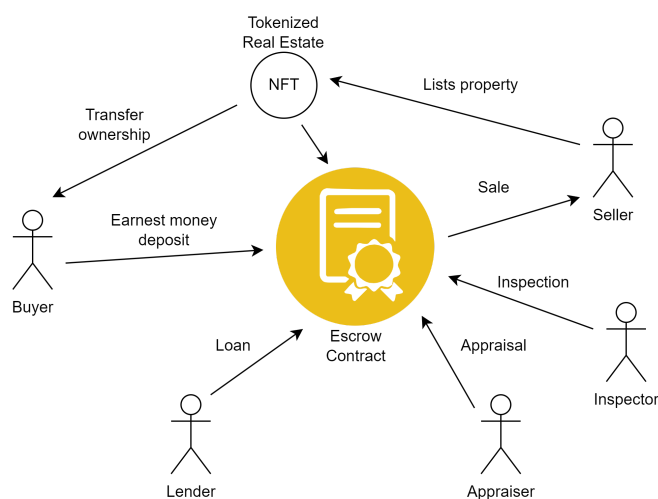 Tokenized
Real Estate
NFT
Lists property
Transfer
ownership
Sale
Seller
Earnest money
deposit
Buyer
Inspection
Escrow
Contract
Loan
Appraisal
Inspector
Lender
Appraiser